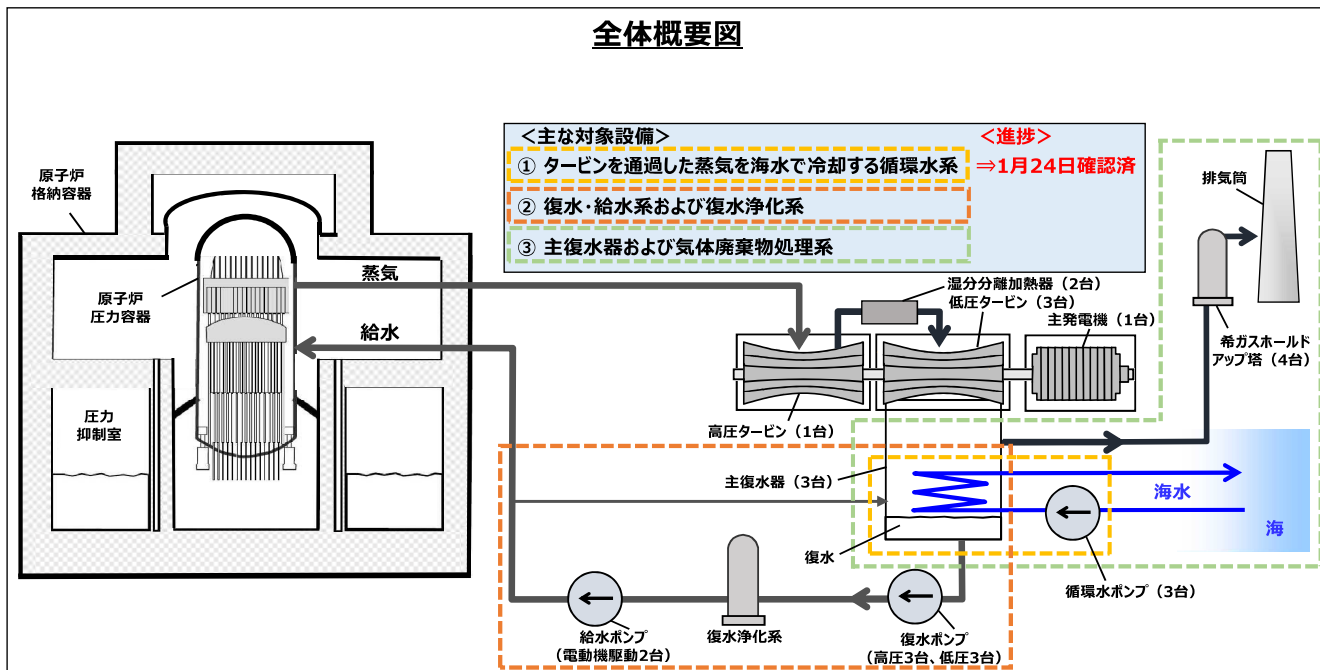 全体概要図
＜主な対象設備＞ ＜進捗＞
① タービンを通過した蒸気を海水で冷却する循環水系 ⇒1月24日確認済
② 復水・給水系および復水浄化系
③ 主復水器および気体廃棄物処理系
原子炉
格納容器
原子炉
圧力容器
蒸気
給水
圧力
抑制室
湿分分離加熱器（2台）
低圧タービン（3台）
主発電機（1台）
高圧タービン（1台）
排気筒
希ガスホールド
アップ塔（4台）
主復水器（3台）
海水
海
復水
循環水ポンプ（3台）
給水ポンプ
（電動機駆動2台）
復水浄化系
復水ポンプ
（高圧3台、低圧3台）